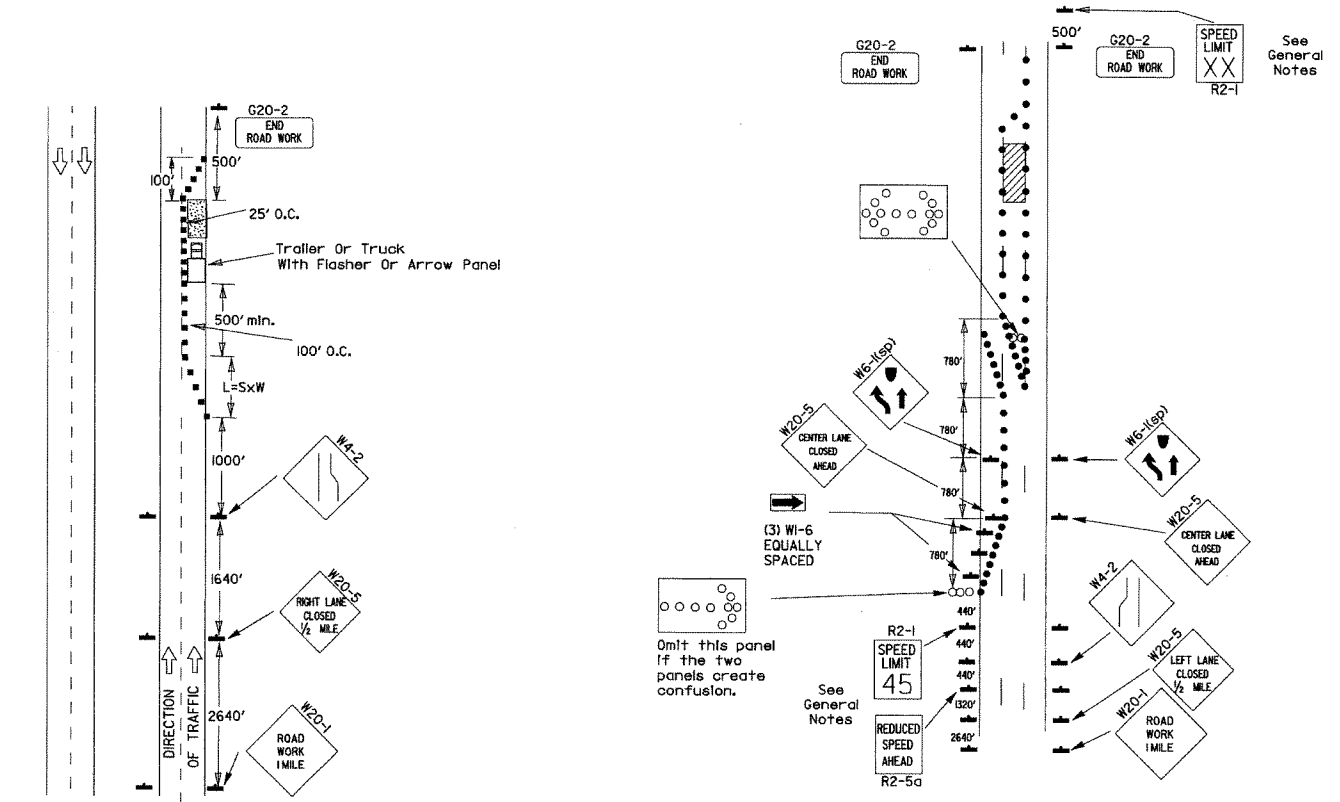 G20-2
END
ROAD WORK
500'
100'
25' O.C.
Trailer Or Truck
With Flasher Or Arrow Panel
500' min.
100' O.C.
L=SxW
1000'
W4-2
1640'
W20-5
RIGHT LANE
CLOSED
1/2 MILE
DIRECTION
OF TRAFFIC
2640'
W20-1
ROAD
WORK
1 MILE
G20-2
END
ROAD WORK
500'
G20-2
END
ROAD WORK
SPEED
LIMIT
XX
R2-1
See
General
Notes
780'
W6-1(sp)
780'
W20-5
CENTER LANE
CLOSED
AHEAD
780'
W6-1(sp)
(3) W1-6
EQUALLY
SPACED
780'
W20-5
CENTER LANE
CLOSED
AHEAD
Omit this panel
if the two
panels create
confusion.
440'
R2-1
SPEED
LIMIT
45
440'
440'
1320'
2640'
See
General
Notes
REDUCED
SPEED
AHEAD
R2-5a
W4-2
W20-5
LEFT LANE
CLOSED
1/2 MILE
W20-1
ROAD
WORK
1 MILE